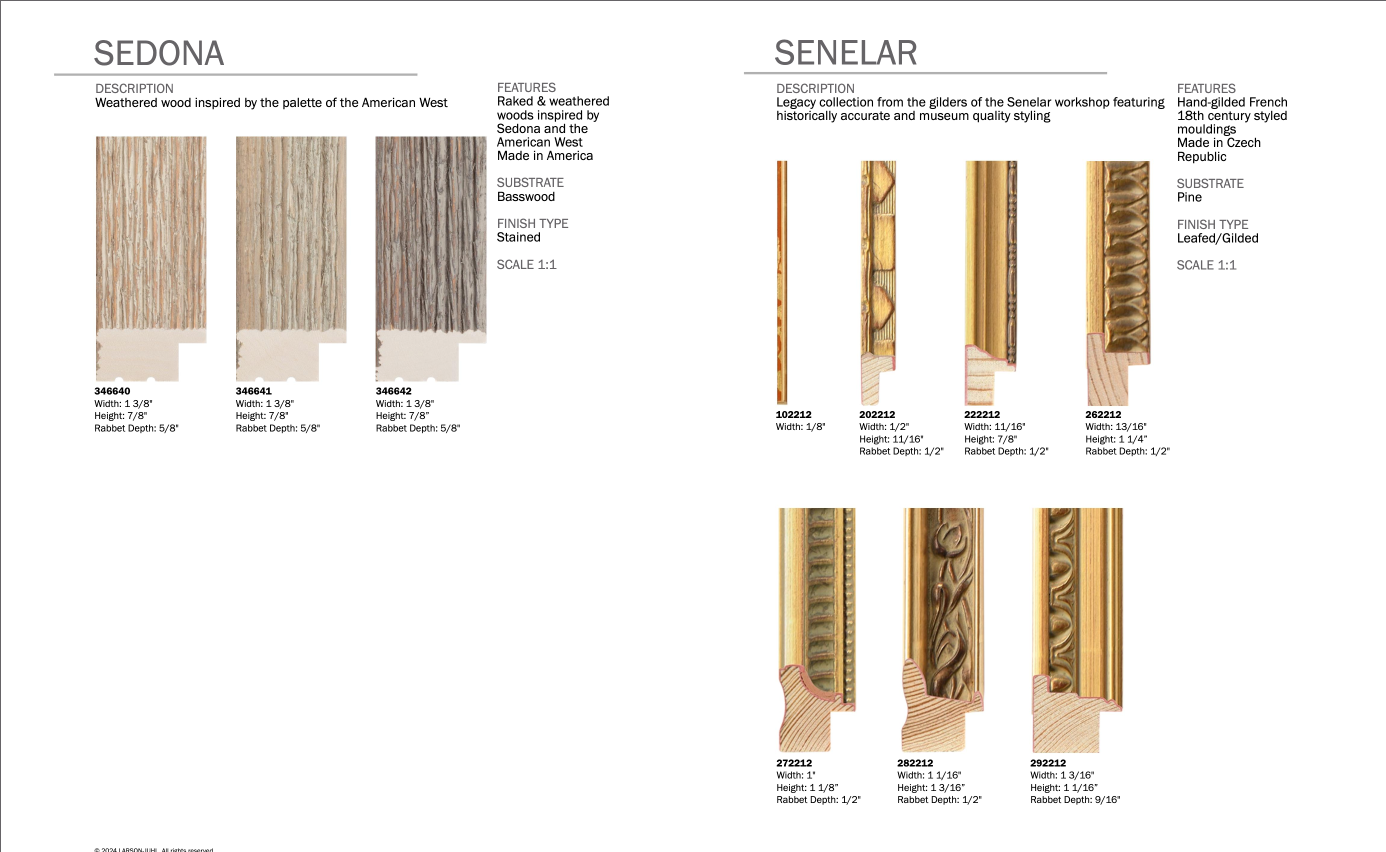 SEDONA
DESCRIPTION
Weathered wood inspired by the palette of the American West
FEATURES
Raked & weathered
woods inspired by
Sedona and the
American West
Made in America
SUBSTRATE
Basswood
FINISH TYPE
Stained
SCALE 1:1
346640
Width: 1 3/8"
Height: 7/8"
Rabbet Depth: 5/8"
346641
Width: 1 3/8"
Height: 7/8"
Rabbet Depth: 5/8"
346642
Width: 1 3/8"
Height: 7/8”
Rabbet Depth: 5/8"
© 2024 LARSON-JUHL. All rights reserved.
SENELAR
DESCRIPTION
Legacy collection from the gilders of the Senelar workshop featuring
historically accurate and museum quality styling
FEATURES
Hand-gilded French
18th century styled
mouldings
Made in Czech
Republic
SUBSTRATE
Pine
FINISH TYPE
Leafed/Gilded
SCALE 1:1
102212
Width: 1/8"
202212
Width: 1/2"
Height: 11/16"
Rabbet Depth: 1/2"
222212
Width: 11/16"
Height: 7/8"
Rabbet Depth: 1/2"
262212
Width: 13/16"
Height: 1 1/4”
Rabbet Depth: 1/2"
272212
Width: 1"
Height: 1 1/8”
Rabbet Depth: 1/2"
282212
Width: 1 1/16"
Height: 1 3/16”
Rabbet Depth: 1/2"
292212
Width: 1 3/16"
Height: 1 1/16”
Rabbet Depth: 9/16"